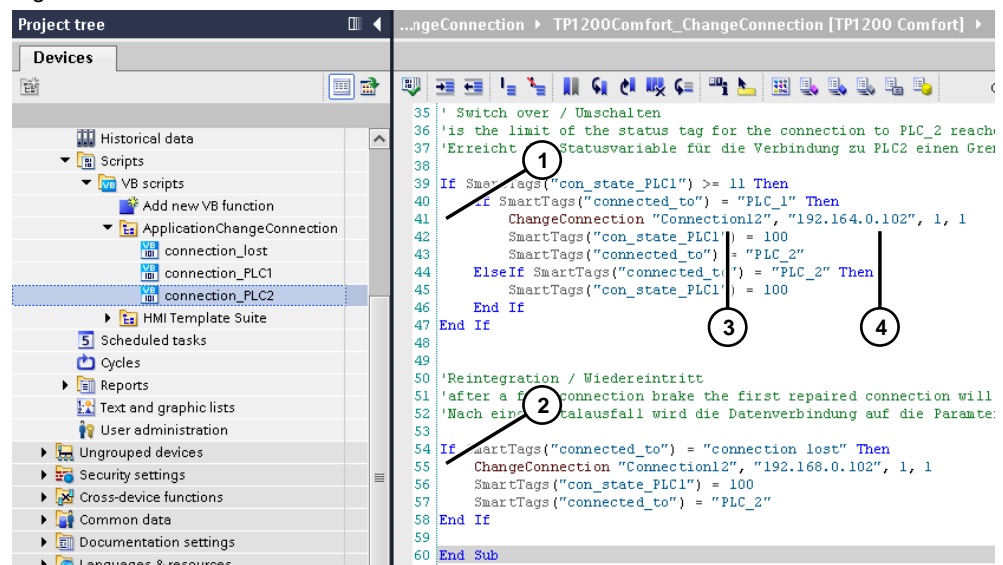 Project tree
...ngeConnection ▸ TP1200Comfort_ChangeConnection [TP1200 Comfort] ▸
Devices
Historical data
Scripts
VB scripts
Add new VB function
ApplicationChangeConnection
connection_lost
connection_PLC1
connection_PLC2
HMI Template Suite
Scheduled tasks
Cycles
Reports
Text and graphic lists
User administration
Ungrouped devices
Security settings
Cross-device functions
Common data
Documentation settings
Languages & resources
35 ' Switch over / Umschalten
36 'is the limit of the status tag for the connection to PLC_2 reache
37 'Erreicht Statusvariable für die Verbindung zu PLC2 einen Gren
38
39 If SmartTags("con_state_PLC1") >= 11 Then
40 If SmartTags("connected_to") = "PLC_1" Then
41 ChangeConnection "Connection12", "192.164.0.102", 1, 1
42 SmartTags("con_state_PLC1") = 100
43 SmartTags("connected_to") = "PLC_2"
44 ElseIf SmartTags("connected_to") = "PLC_2" Then
45 SmartTags("con_state_PLC1") = 100
46 End If
47 End If
48
49
50 'Reintegration / Wiedereintritt
51 'after a connection brake the first repaired connection will
52 'Nach wird die Datenverbindung auf die Paramte
53
54 If SmartTags("connected_to") = "connection lost" Then
55 ChangeConnection "Connection12", "192.168.0.102", 1, 1
56 SmartTags("con_state_PLC1") = 100
57 SmartTags("connected_to") = "PLC_2"
58 End If
59
60 End Sub
1
2
3
4